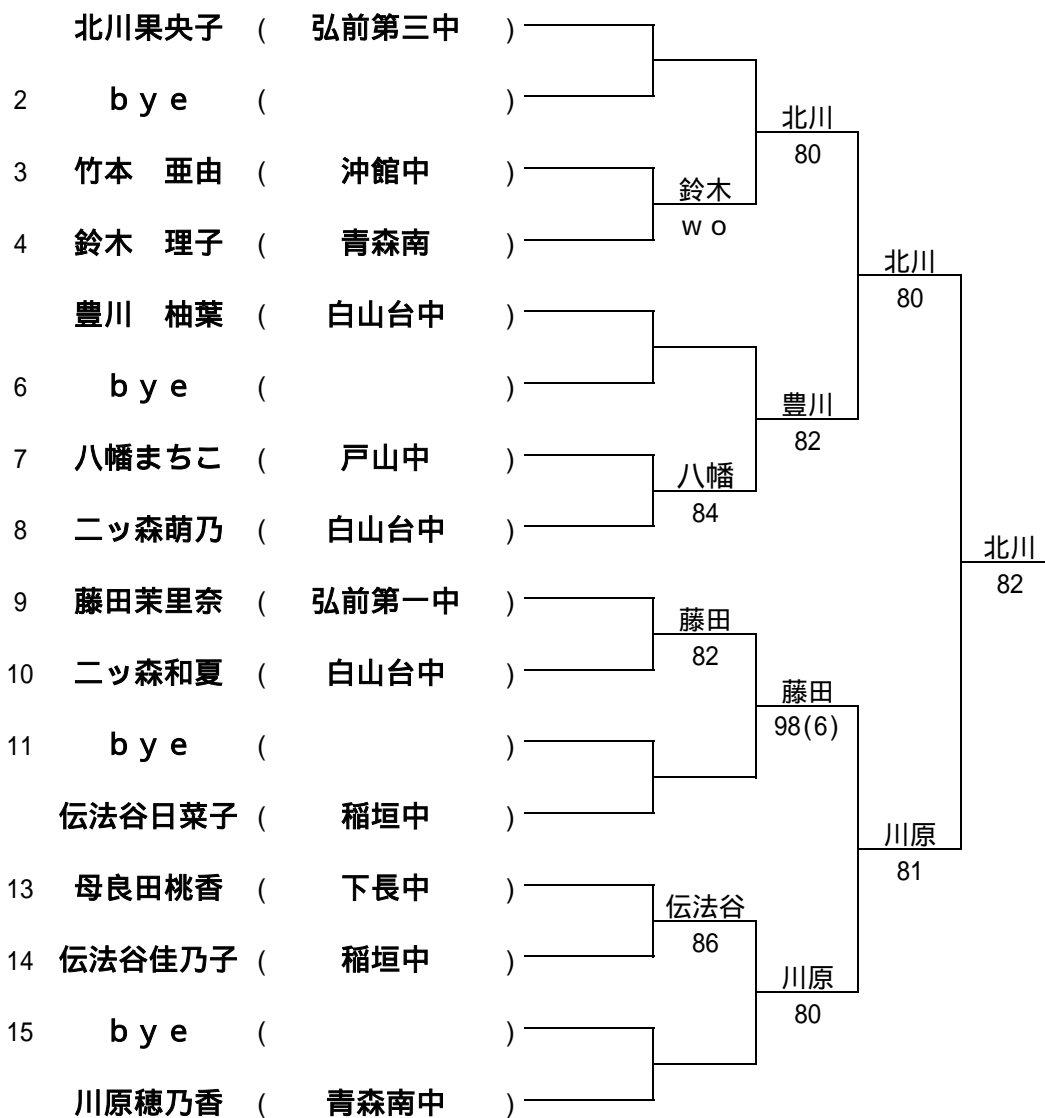 北川果央子 ( 弘前第三中 )
2 ｂｙｅ ( )
北川
80
3 竹本　亜由 ( 沖館中 )
鈴木
ｗｏ
4 鈴木　理子 ( 青森南 )
北川
80
豊川　柚葉 ( 白山台中 )
6 ｂｙｅ ( )
豊川
82
7 八幡まちこ ( 戸山中 )
八幡
84
8 二ッ森萌乃 ( 白山台中 )
北川
82
9 藤田茉里奈 ( 弘前第一中 )
藤田
82
10 二ッ森和夏 ( 白山台中 )
藤田
98(6)
11 ｂｙｅ ( )
伝法谷日菜子 ( 稲垣中 )
川原
81
13 母良田桃香 ( 下長中 )
伝法谷
86
14 伝法谷佳乃子 ( 稲垣中 )
川原
80
15 ｂｙｅ ( )
川原穂乃香 ( 青森南中 )